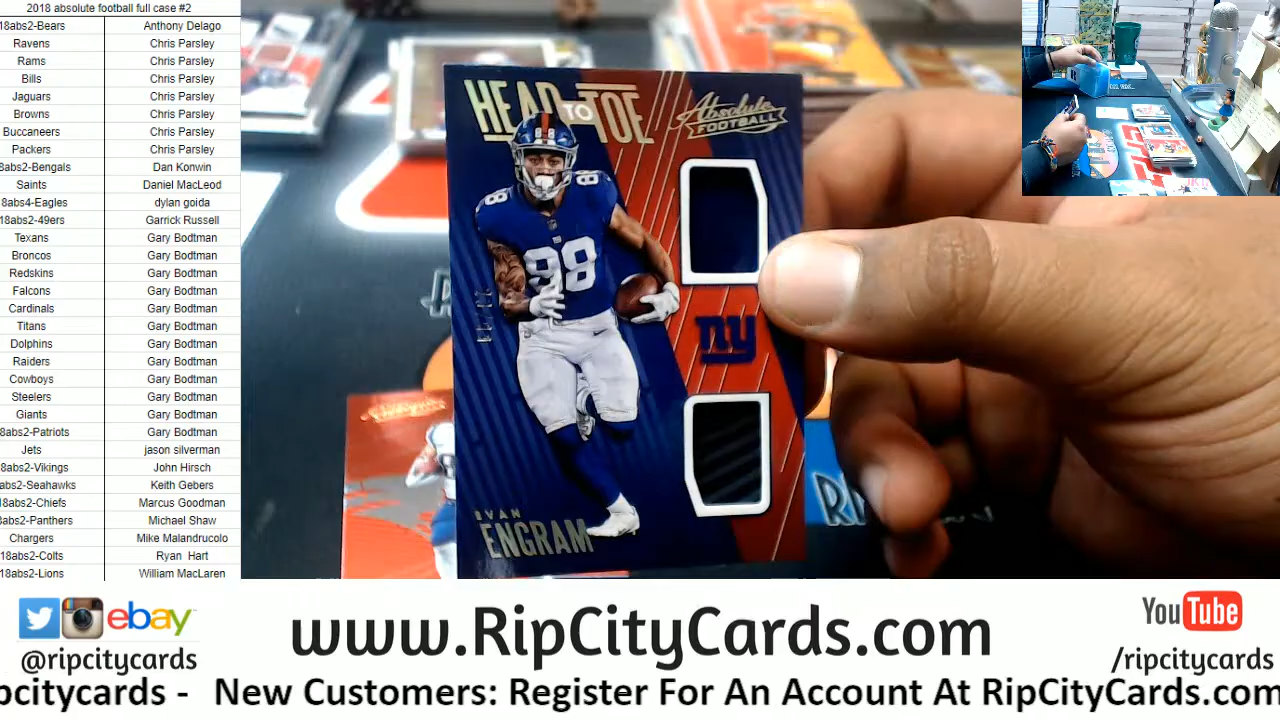 2018 absolute football full case #2
18abs2-Bears Anthony Delago
Ravens Chris Parsley
Rams Chris Parsley
Bills Chris Parsley
Jaguars Chris Parsley
Browns Chris Parsley
Buccaneers Chris Parsley
Packers Chris Parsley
8abs2-Bengals Dan Konwin
Saints Daniel MacLeod
8abs4-Eagles dylan goida
18abs2-49ers Garrick Russell
Texans Gary Bodtman
Broncos Gary Bodtman
Redskins Gary Bodtman
Falcons Gary Bodtman
Cardinals Gary Bodtman
Titans Gary Bodtman
Dolphins Gary Bodtman
Raiders Gary Bodtman
Cowboys Gary Bodtman
Steelers Gary Bodtman
Giants Gary Bodtman
8abs2-Patriots Gary Bodtman
Jets jason silverman
8abs2-Vikings John Hirsch
abs2-Seahawks Keith Gebers
8abs2-Chiefs Marcus Goodman
8abs2-Panthers Michael Shaw
Chargers Mike Malandrucolo
18abs2-Colts Ryan Hart
18abs2-Lions William MacLaren
HEAD TO TOE
Absolute
FOOTBALL
88
88
88
ny
EVAN
ENGRAM
ebay
@ripcitycards
www.RipCityCards.com
YouTube
/ripcitycards
pcitycards - New Customers: Register For An Account At RipCityCards.com